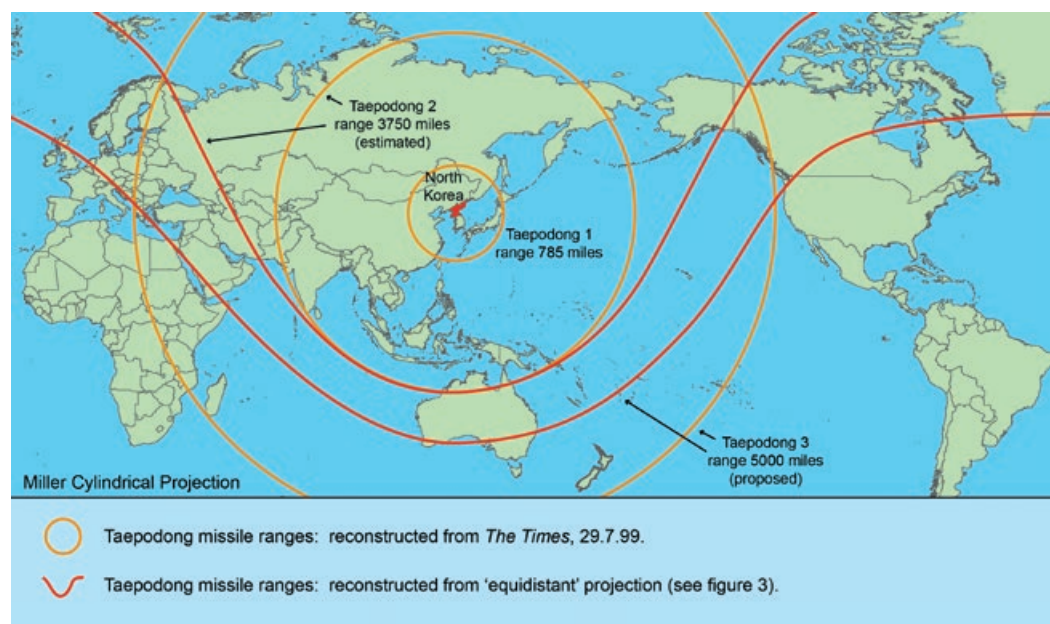 Taepodong 2
range 3750 miles
(estimated)
North
Korea
Taepodong 1
range 785 miles
Taepodong 3
range 5000 miles
(proposed)
Miller Cylindrical Projection
Taepodong missile ranges: reconstructed from The Times, 29.7.99.
Taepodong missile ranges: reconstructed from ‘equidistant’ projection (see figure 3).